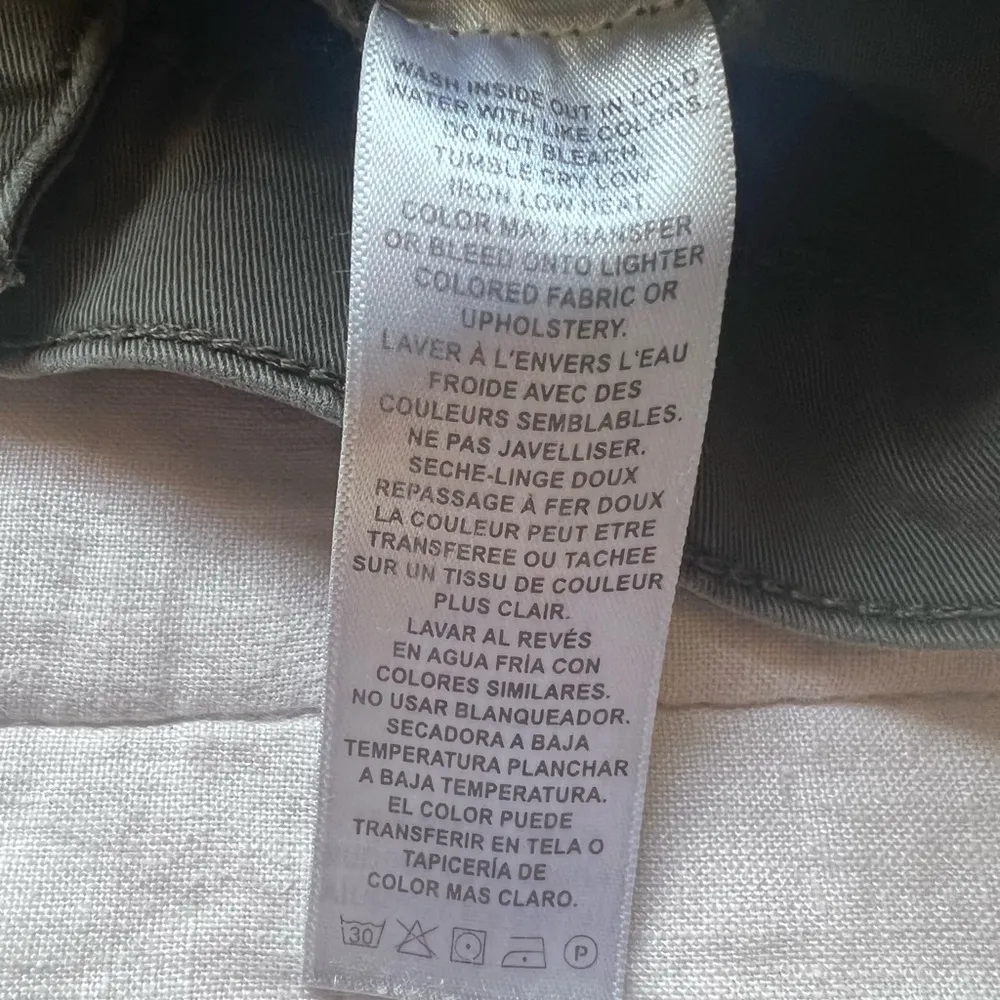 WASH INSIDE OUT IN COLD
WATER WITH LIKE COLORS.
DO NOT BLEACH.
TUMBLE DRY LOW
IRON LOW HEAT
COLOR MAY TRANSFER
OR BLEED ONTO LIGHTER
COLORED FABRIC OR
UPHOLSTERY.
LAVER À L'ENVERS L'EAU
FROIDE AVEC DES
COULEURS SEMBLABLES.
NE PAS JAVELLISER.
SECHE-LINGE DOUX
REPASSAGE À FER DOUX
LA COULEUR PEUT ETRE
TRANSFEREE OU TACHEE
SUR UN TISSU DE COULEUR
PLUS CLAIR.
LAVAR AL REVÉS
EN AGUA FRÍA CON
COLORES SIMILARES.
NO USAR BLANQUEADOR.
SECADORA A BAJA
TEMPERATURA PLANCHAR
A BAJA TEMPERATURA.
EL COLOR PUEDE
TRANSFERIR EN TELA O
TAPICERÍA DE
COLOR MAS CLARO.
30 P